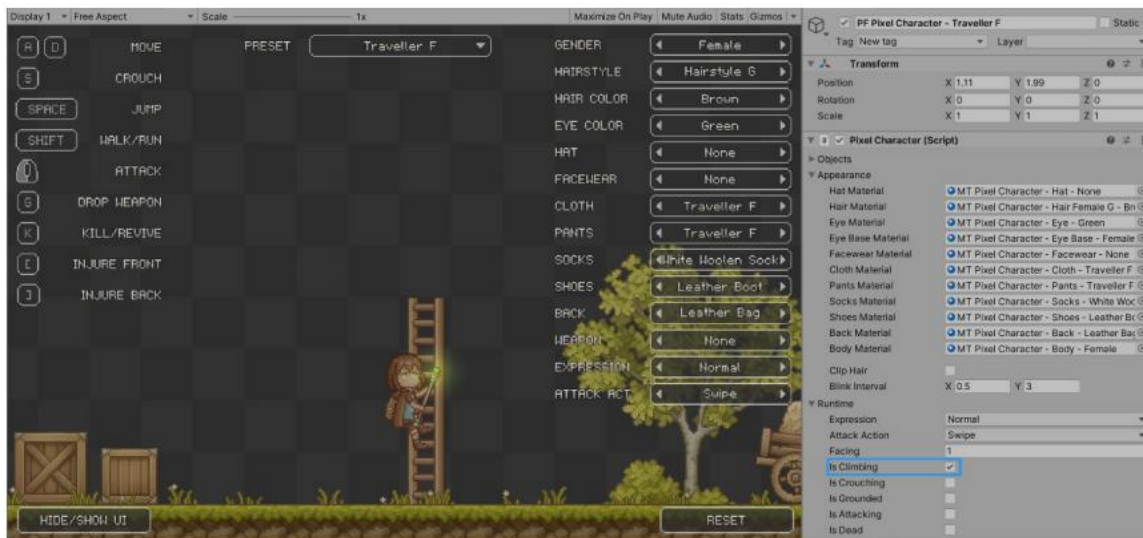 Display 1 Free Aspect Scale 1x Maximize On Play Mute Audio Stats Gizmos
A D MOVE
S CROUCH
SPACE JUMP
SHIFT WALK/RUN
ATTACK
G DROP WEAPON
K KILL/REVIVE
[ INJURE FRONT
] INJURE BACK
HIDE/SHOW UI
PRESET Traveller F
GENDER Female
HAIRSTYLE Hairstyle G
HAIR COLOR Brown
EYE COLOR Green
HAT None
FACEWEAR None
CLOTH Traveller F
PANTS Traveller F
SOCKS White Woolen Sock
SHOES Leather Boot
BACK Leather Bag
WEAPON None
EXPRESSION Normal
ATTACK ACT Swipe
RESET
PF Pixel Character - Traveller F Static
Tag New tag Layer
Transform
Position X 1.11 Y 1.99 Z 0
Rotation X 0 Y 0 Z 0
Scale X 1 Y 1 Z 1
Pixel Character (Script)
Objects
Appearance
Hat Material MT Pixel Character - Hat - None
Hair Material MT Pixel Character - Hair Female G - Br
Eye Material MT Pixel Character - Eye - Green
Eye Base Material MT Pixel Character - Eye Base - Female
Facewear Material MT Pixel Character - Facewear - None
Cloth Material MT Pixel Character - Cloth - Traveller F
Pants Material MT Pixel Character - Pants - Traveller F
Socks Material MT Pixel Character - Socks - White Woo
Shoes Material MT Pixel Character - Shoes - Leather Bo
Back Material MT Pixel Character - Back - Leather Bag
Body Material MT Pixel Character - Body - Female
Clip Hair
Blink Interval X 0.5 Y 3
Runtime
Expression Normal
Attack Action Swipe
Facing 1
Is Climbing
Is Crouching
Is Grounded
Is Attacking
Is Dead